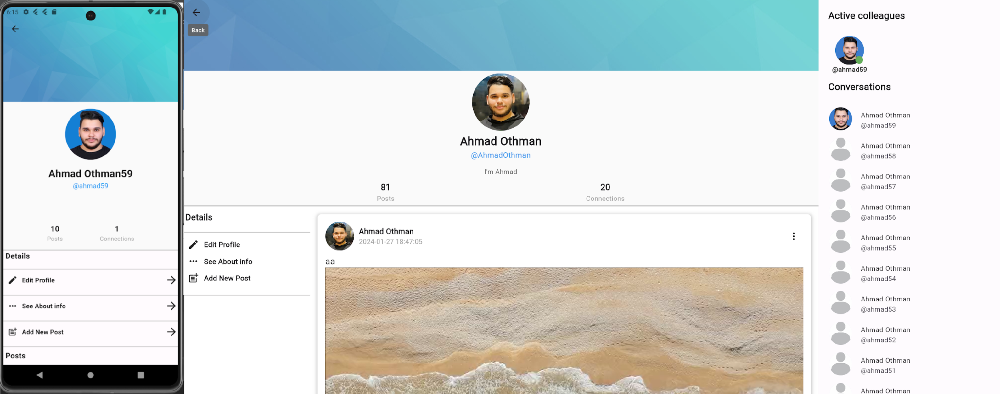 6:15
Ahmad Othman59
@ahmad59
10
Posts
1
Connections
Details
Edit Profile
See About info
Add New Post
Posts
Back
Ahmad Othman
@AhmadOthman
I'm Ahmad
81
Posts
20
Connections
Details
Edit Profile
See About info
Add New Post
Ahmad Othman
2024-01-27 18:47:05
aa
Active colleagues
@ahmad59
Conversations
Ahmad Othman
@ahmad59
Ahmad Othman
@ahmad58
Ahmad Othman
@ahmad57
Ahmad Othman
@ahmad56
Ahmad Othman
@ahmad55
Ahmad Othman
@ahmad54
Ahmad Othman
@ahmad53
Ahmad Othman
@ahmad52
Ahmad Othman
@ahmad51
Ahmad Othman